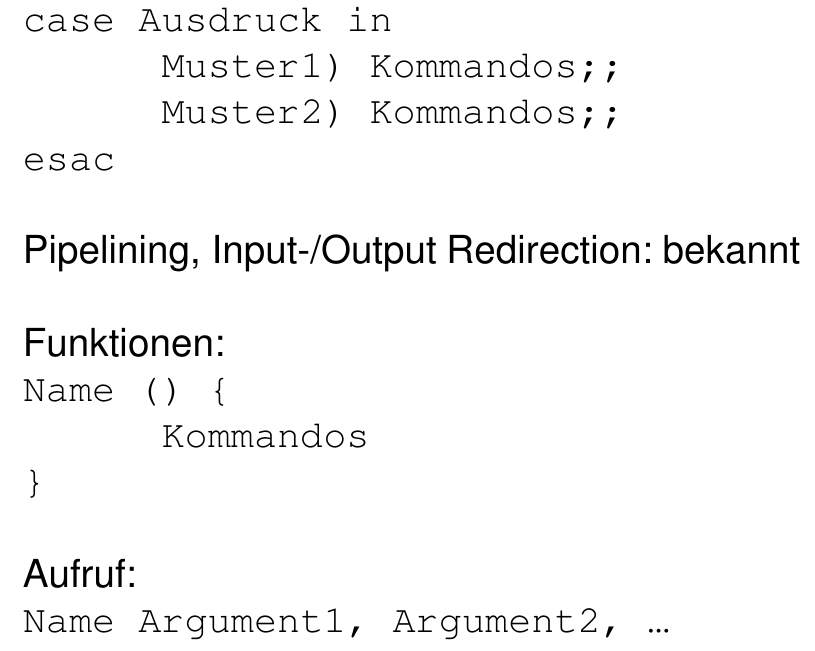 case Ausdruck in
Muster1) Kommandos;;
Muster2) Kommandos;;
esac
Pipelining, Input-/Output Redirection: bekannt
Funktionen:
Name () {
Kommandos
}
Aufruf:
Name Argument1, Argument2, …